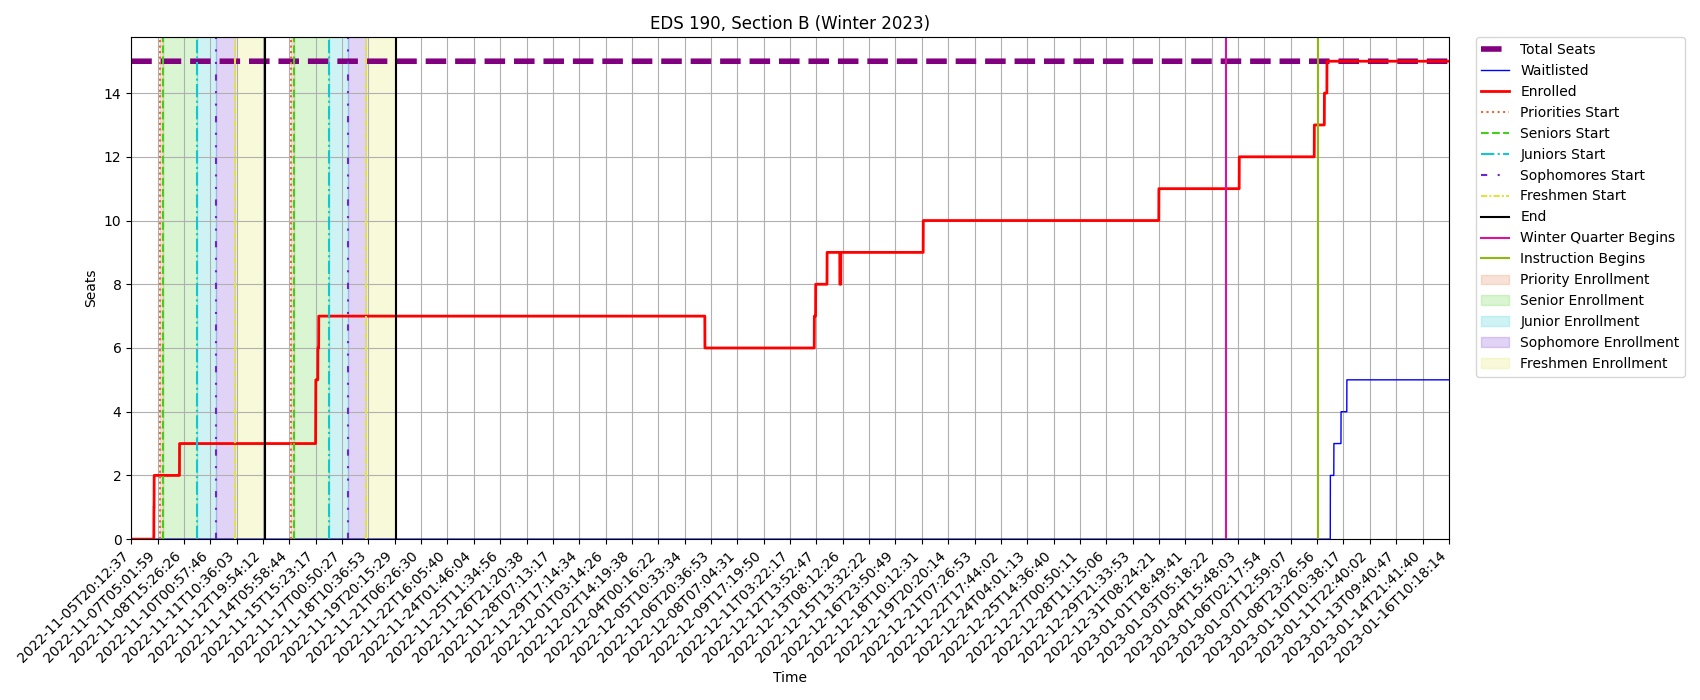 EDS 190, Section B (Winter 2023)
Seats
14
12
10
8
6
4
2
0
2022-11-05T20:12:37
2022-11-07T05:01:59
2022-11-08T15:26:26
2022-11-10T00:57:46
2022-11-11T10:36:03
2022-11-12T19:54:12
2022-11-14T05:58:44
2022-11-15T15:23:17
2022-11-17T00:50:27
2022-11-18T10:36:53
2022-11-19T20:15:29
2022-11-21T06:26:30
2022-11-22T16:05:40
2022-11-24T01:46:04
2022-11-25T11:34:56
2022-11-26T21:20:38
2022-11-28T07:13:17
2022-11-29T17:14:34
2022-12-01T03:14:26
2022-12-02T14:19:38
2022-12-04T00:16:22
2022-12-05T10:33:34
2022-12-06T20:36:53
2022-12-08T07:04:31
2022-12-09T17:19:50
2022-12-11T03:22:17
2022-12-12T13:52:47
2022-12-13T08:12:26
2022-12-15T13:32:22
2022-12-16T23:50:49
2022-12-18T10:12:31
2022-12-19T20:20:14
2022-12-21T07:26:53
2022-12-22T17:44:02
2022-12-24T04:01:13
2022-12-25T14:36:40
2022-12-27T00:50:11
2022-12-28T11:15:06
2022-12-29T21:33:53
2022-12-31T08:24:21
2023-01-01T18:49:41
2023-01-03T05:18:22
2023-01-04T15:48:03
2023-01-06T02:17:54
2023-01-07T12:59:07
2023-01-08T23:26:56
2023-01-10T10:38:17
2023-01-11T22:40:02
2023-01-13T09:40:47
2023-01-14T21:41:40
2023-01-16T10:18:14
Time
Total Seats
Waitlisted
Enrolled
Priorities Start
Seniors Start
Juniors Start
Sophomores Start
Freshmen Start
End
Winter Quarter Begins
Instruction Begins
Priority Enrollment
Senior Enrollment
Junior Enrollment
Sophomore Enrollment
Freshmen Enrollment